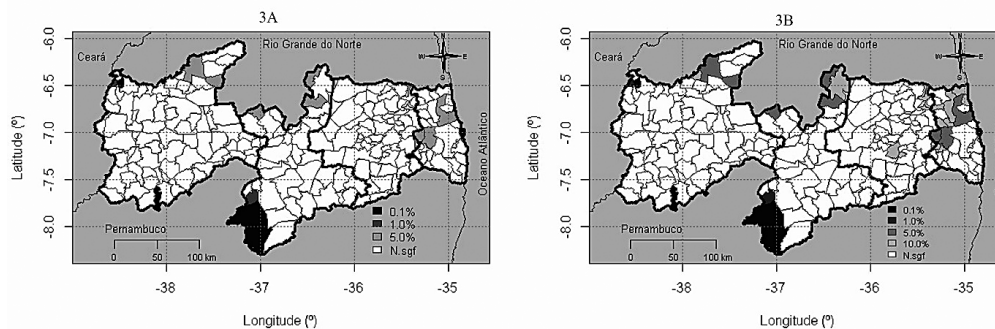 3A
Ceará
Rio Grande do Norte
N
W
E
S
Oceano Atlântico
Pernambuco
0
50
100 km
0.1%
1.0%
5.0%
N.sgf
-6.0
-6.5
-7.0
-7.5
-8.0
Latitude (º)
-38
-37
-36
-35
Longitude (º)
3B
Ceará
Rio Grande do Norte
N
W
E
S
Oceano Atlântico
Pernambuco
0
50
100 km
0.1%
1.0%
5.0%
10.0%
N.sgf
-6.0
-6.5
-7.0
-7.5
-8.0
Latitude (º)
-38
-37
-36
-35
Longitude (º)